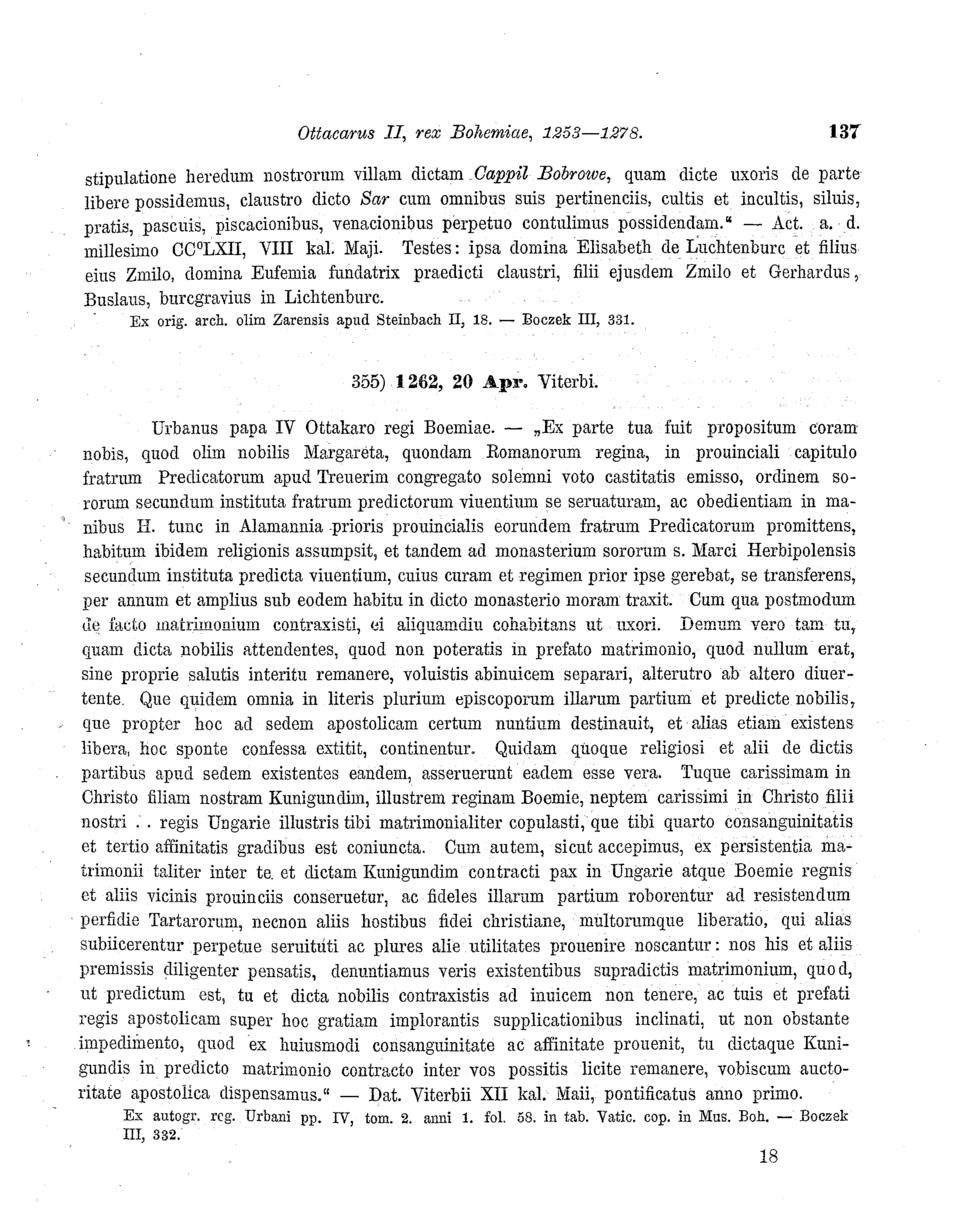 Ottacarus II, rex Bohemiae, 1253—1278. 137
stipulatione heredum nostrorum villam dictam Cappil Bobrowe, quam dicte uxoris de parte
libere possidemus, claustro dicto Sar cum omnibus suis pertinenciis, cultis et incultis, siluis,
pratis, pascuis, piscacionibus, venacionibus perpetuo contulimus possidendam.“ — Act. a. d.
millesimo CC⁰LXII, VIII kal. Maji. Testes: ipsa domina Elisabeth de Luchtenburc et filius
eius Zmilo, domina Eufemia fundatrix praedicti claustri, filii ejusdem Zmilo et Gerhardus,
Buslaus, burcgravius in Lichtenburc.
Ex orig. arch. olim Zarensis apud Steinbach II, 18. — Boczek III, 331.
355) 1262, 20 Apr. Viterbi.
Urbanus papa IV Ottakaro regi Boemiae. — „Ex parte tua fuit propositum coram
nobis, quod olim nobilis Margareta, quondam Romanorum regina, in prouinciali capitulo
fratrum Predicatorum apud Treuerim congregato solemni voto castitatis emisso, ordinem so-
rorum secundum instituta fratrum predictorum viuentium se seruaturam, ac obedientiam in ma-
nibus H. tunc in Alamannia prioris prouincialis eorundem fratrum Predicatorum promittens,
habitum ibidem religionis assumpsit, et tandem ad monasterium sororum s. Marci Herbipolensis
secundum instituta predicta viuentium, cuius curam et regimen prior ipse gerebat, se transferens,
per annum et amplius sub eodem habitu in dicto monasterio moram traxit. Cum qua postmodum
de facto matrimonium contraxisti, ei aliquamdiu cohabitans ut uxori. Demum vero tam tu,
quam dicta nobilis attendentes, quod non poteratis in prefato matrimonio, quod nullum erat,
sine proprie salutis interitu remanere, voluistis abinuicem separari, alterutro ab altero diuer-
tente. Que quidem omnia in literis plurium episcoporum illarum partium et predicte nobilis,
que propter hoc ad sedem apostolicam certum nuntium destinauit, et alias etiam existens
libera, hoc sponte confessa extitit, continentur. Quidam quoque religiosi et alii de dictis
partibus apud sedem existentes eandem, asseruerunt eadem esse vera. Tuque carissimam in
Christo filiam nostram Kunigundim, illustrem reginam Boemie, neptem carissimi in Christo filii
nostri . . regis Ungarie illustris tibi matrimonialiter copulasti, que tibi quarto consanguinitatis
et tertio affinitatis gradibus est coniuncta. Cum autem, sicut accepimus, ex persistentia ma-
trimonii taliter inter te et dictam Kunigundim contracti pax in Ungarie atque Boemie regnis
et aliis vicinis prouinciis conseruetur, ac fideles illarum partium roborentur ad resistendum
perfidie Tartarorum, necnon aliis hostibus fidei christiane, multorumque liberatio, qui alias
subiicerentur perpetue seruituti ac plures alie utilitates prouenire noscantur: nos his et aliis
premissis diligenter pensatis, denuntiamus veris existentibus supradictis matrimonium, quod,
ut predictum est, tu et dicta nobilis contraxistis ad inuicem non tenere, ac tuis et prefati
regis apostolicam super hoc gratiam implorantis supplicationibus inclinati, ut non obstante
impedimento, quod ex huiusmodi consanguinitate ac affinitate prouenit, tu dictaque Kuni-
gundis in predicto matrimonio contracto inter vos possitis licite remanere, vobiscum aucto-
ritate apostolica dispensamus.“ — Dat. Viterbii XII kal. Maii, pontificatus anno primo.
Ex autogr. reg. Urbani pp. IV, tom. 2. anni 1. fol. 58. in tab. Vatic. cop. in Mus. Boh. — Boczek
III, 332.
18